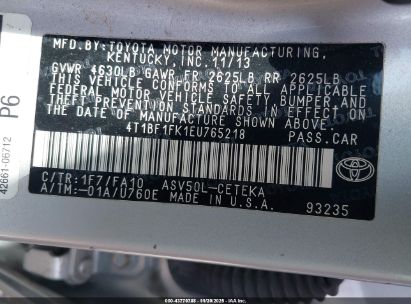 MFD.BY:TOYOTA MOTOR MANUFACTURING,
KENTUCKY,INC.11/13
GVWR 4630LB GAWR FR 2625LB RR 2625LB
THIS VEHICLE CONFORMS TO ALL APPLICABLE
FEDERAL MOTOR VEHICLE SAFETY,BUMPER,AND
THEFT PREVENTION STANDARDS IN EFFECT ON
THE DATE OF MANUFACTURE SHOWN ABOVE.
4T1BF1FK1EU765218 PASS.CAR
C/TR:1F7/FA10 ASV50L-CETEKA
A/TM:-01A/U760E MADE IN U.S.A.
93235
TOYOTA
P6
42661-06712